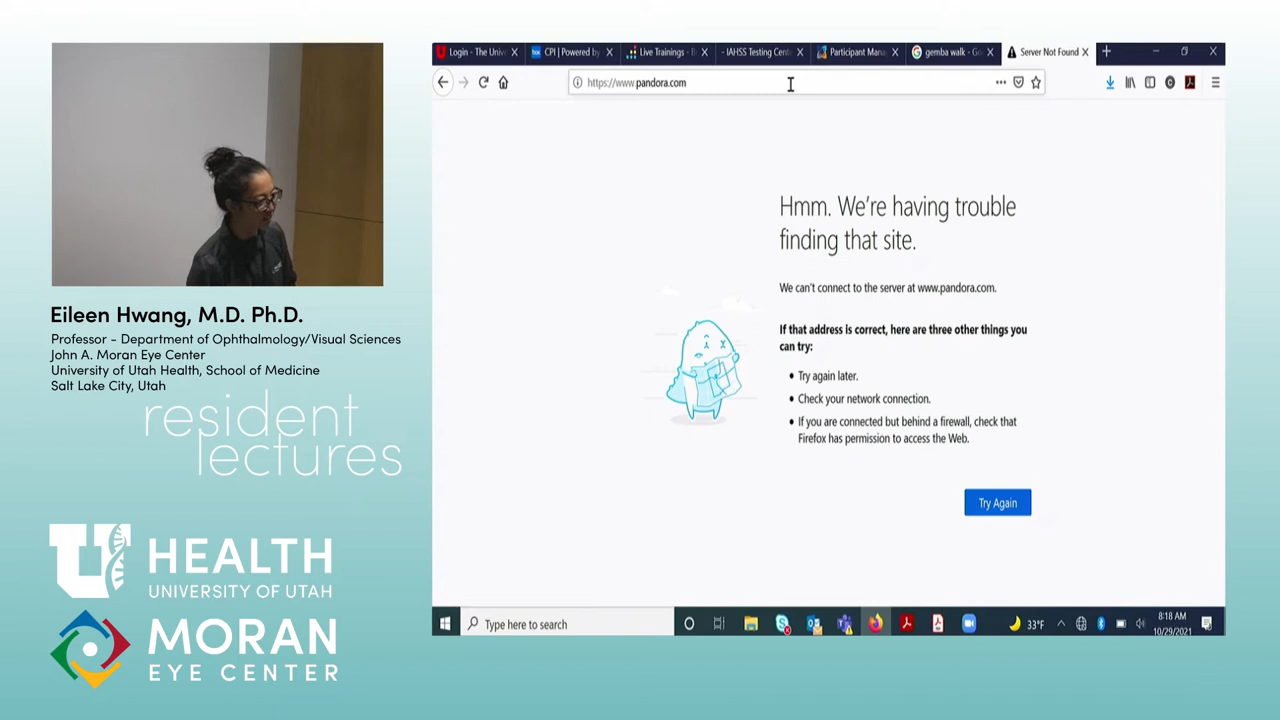 Login - The Univ
CPI | Powered by
Live Trainings - B
- IAHSS Testing Cent
Participant Mana
gemba walk - Go
Server Not Found
https://www.pandora.com
Hmm. We're having trouble
finding that site.
We can't connect to the server at www.pandora.com.
If that address is correct, here are three other things you
can try:
Try again later.
Check your network connection.
If you are connected but behind a firewall, check that
Firefox has permission to access the Web.
Try Again
Type here to search
33°F
8:18 AM
10/29/2021
Eileen Hwang, M.D. Ph.D.
Professor - Department of Ophthalmology/Visual Sciences
John A. Moran Eye Center
University of Utah Health, School of Medicine
Salt Lake City, Utah
resident
lectures
U HEALTH
UNIVERSITY OF UTAH
MORAN
EYE CENTER